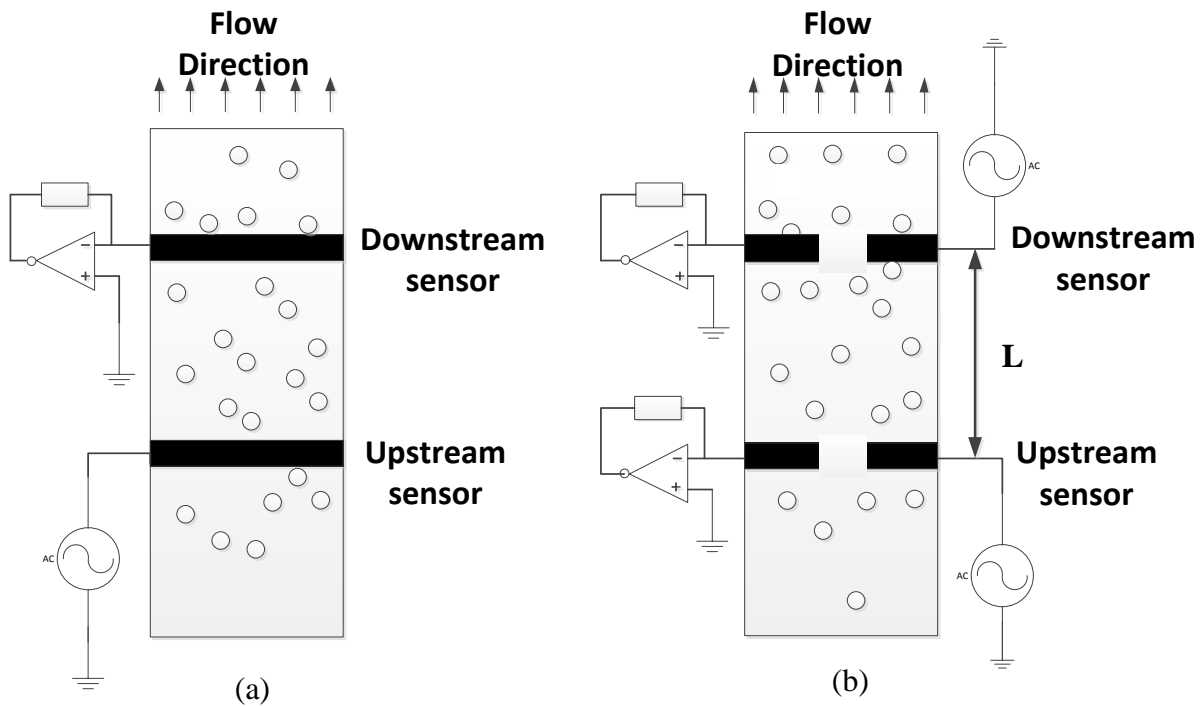 Flow
Direction
Downstream
sensor
Upstream
sensor
AC
-
+
(a)
Flow
Direction
AC
Downstream
sensor
L
Upstream
sensor
AC
-
+
-
+
(b)